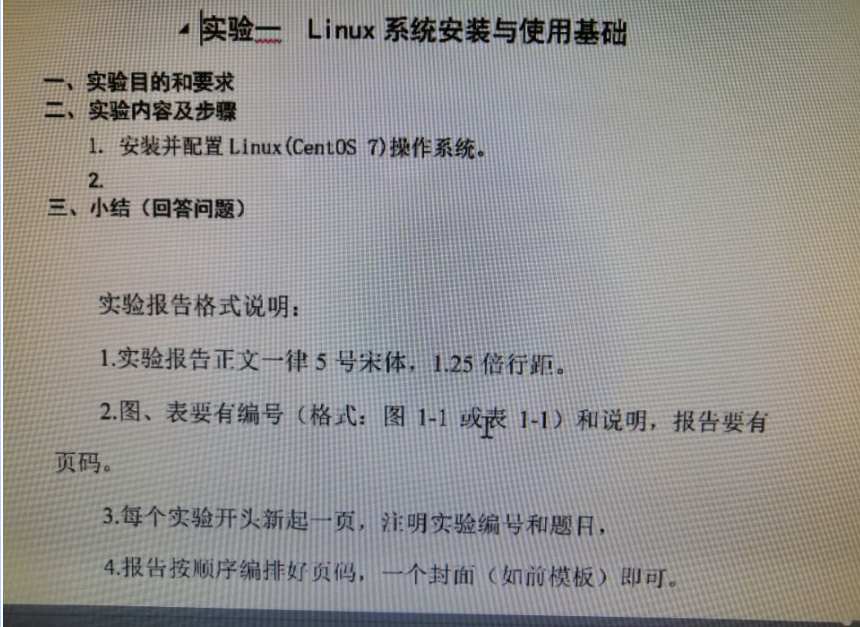 实验一 Linux 系统安装与使用基础
一、实验目的和要求
二、实验内容及步骤
1. 安装并配置 Linux(CentOS 7)操作系统。
2.
三、小结（回答问题）
实验报告格式说明：
1.实验报告正文一律 5 号宋体，1.25 倍行距。
2.图、表要有编号（格式：图 1-1 或表 1-1）和说明，报告要有
页码。
3.每个实验开头新起一页，注明实验编号和题目，
4.报告按顺序编排好页码，一个封面（如前模板）即可。